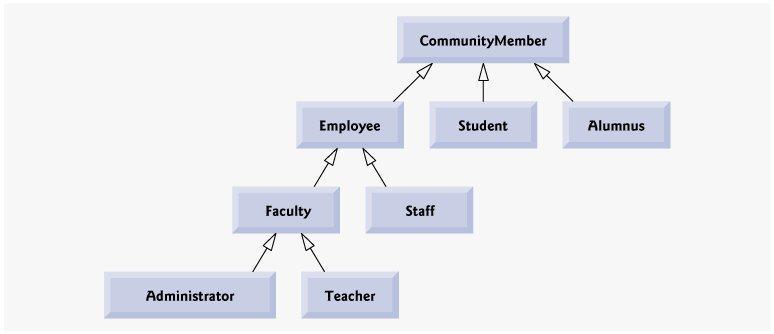 CommunityMember
Employee
Student
Alumnus
Faculty
Staff
Administrator
Teacher